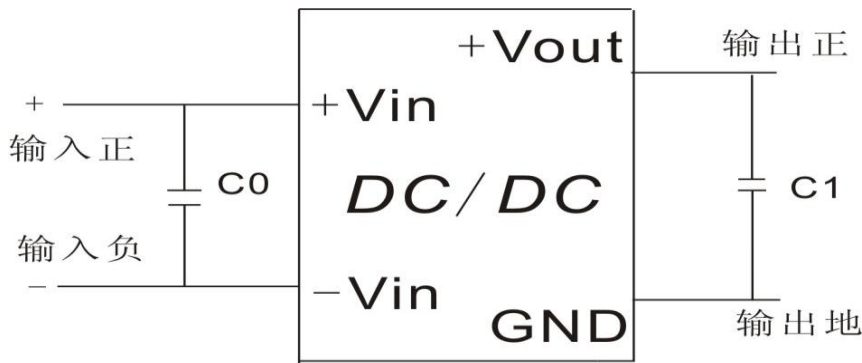 +Vout
输出正
+
+Vin
输入正
C0
DC/DC
C1
输入负
−
−Vin
GND
输出地